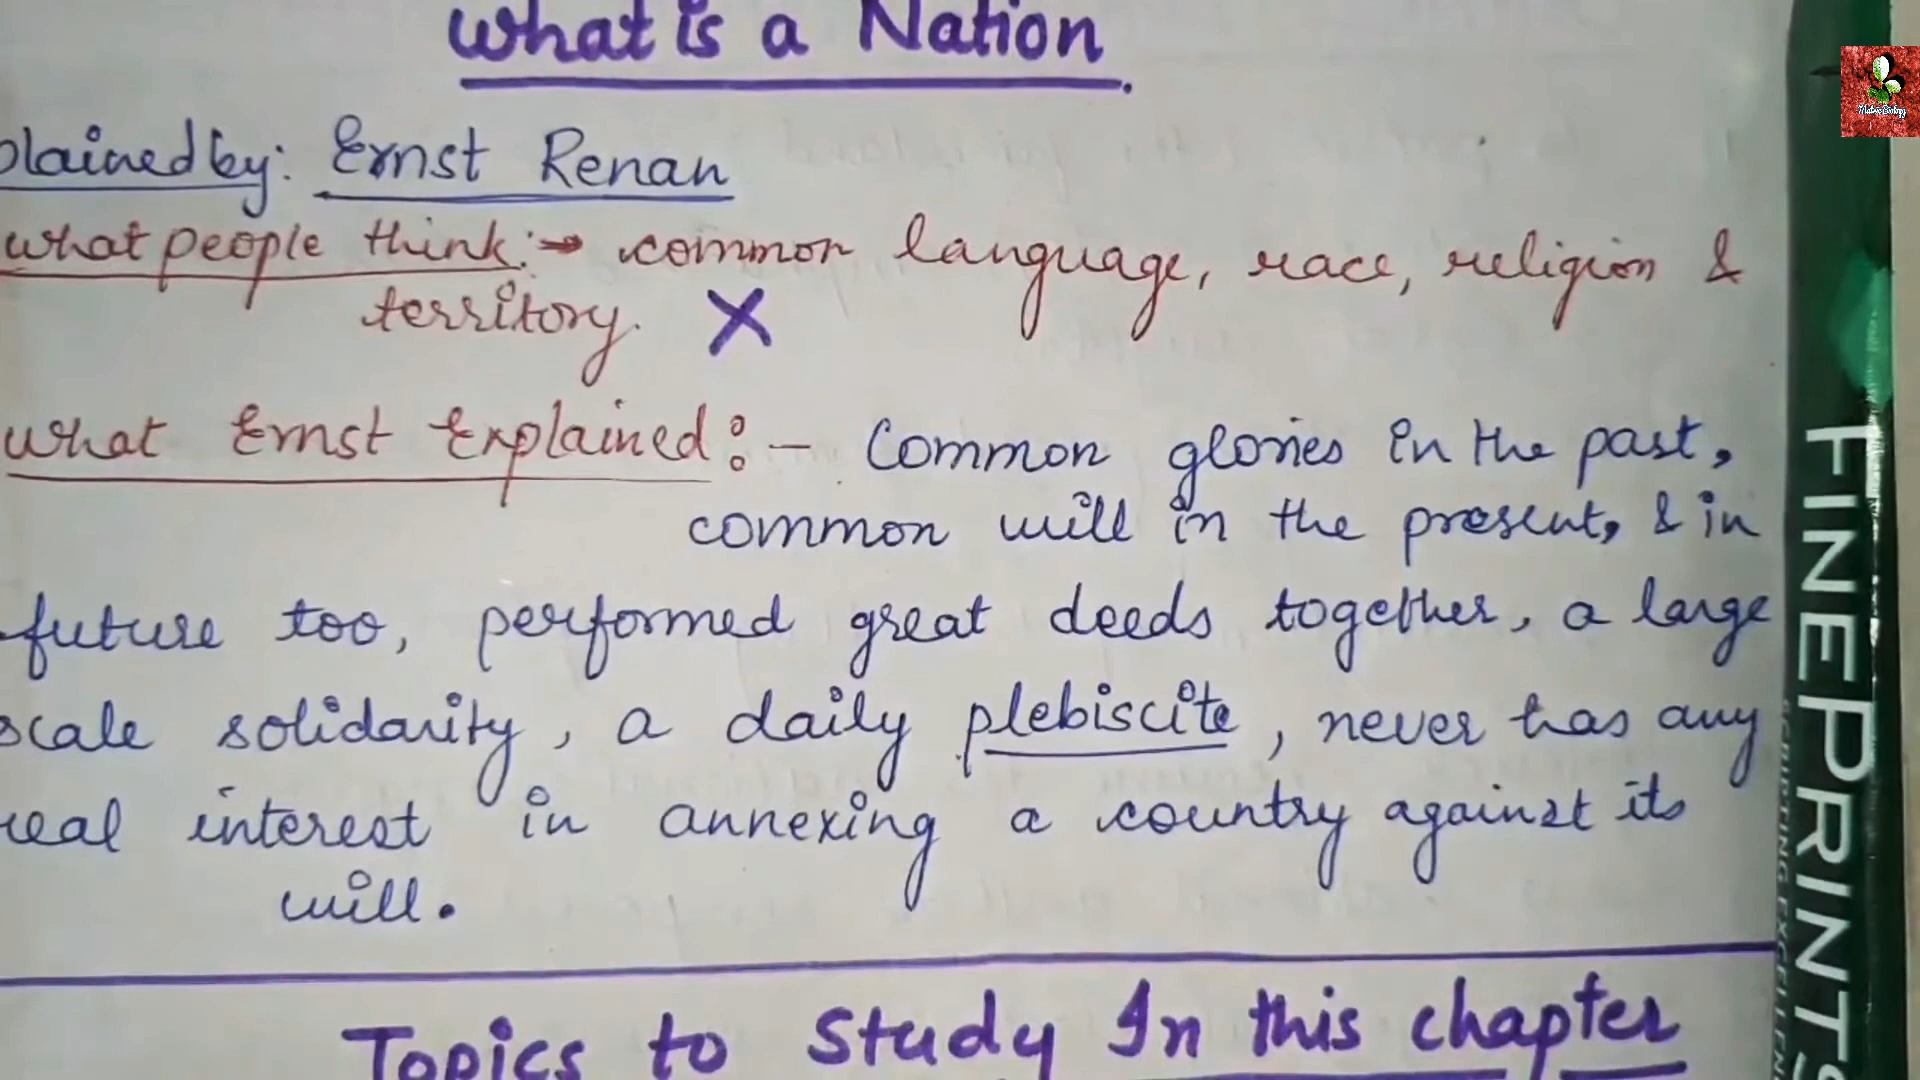 What is a Nation.
plained by: Ernst Renan
what people think:→ common language, race, religion &
territory. X
what Ernst Explained:- Common glories in the past,
common will in the present, & in
future too, performed great deeds together, a large
scale solidarity, a daily plebiscite, never has any
real interest in annexing a country against its
will.
Topics to Study In this chapter
FINEPRINTS